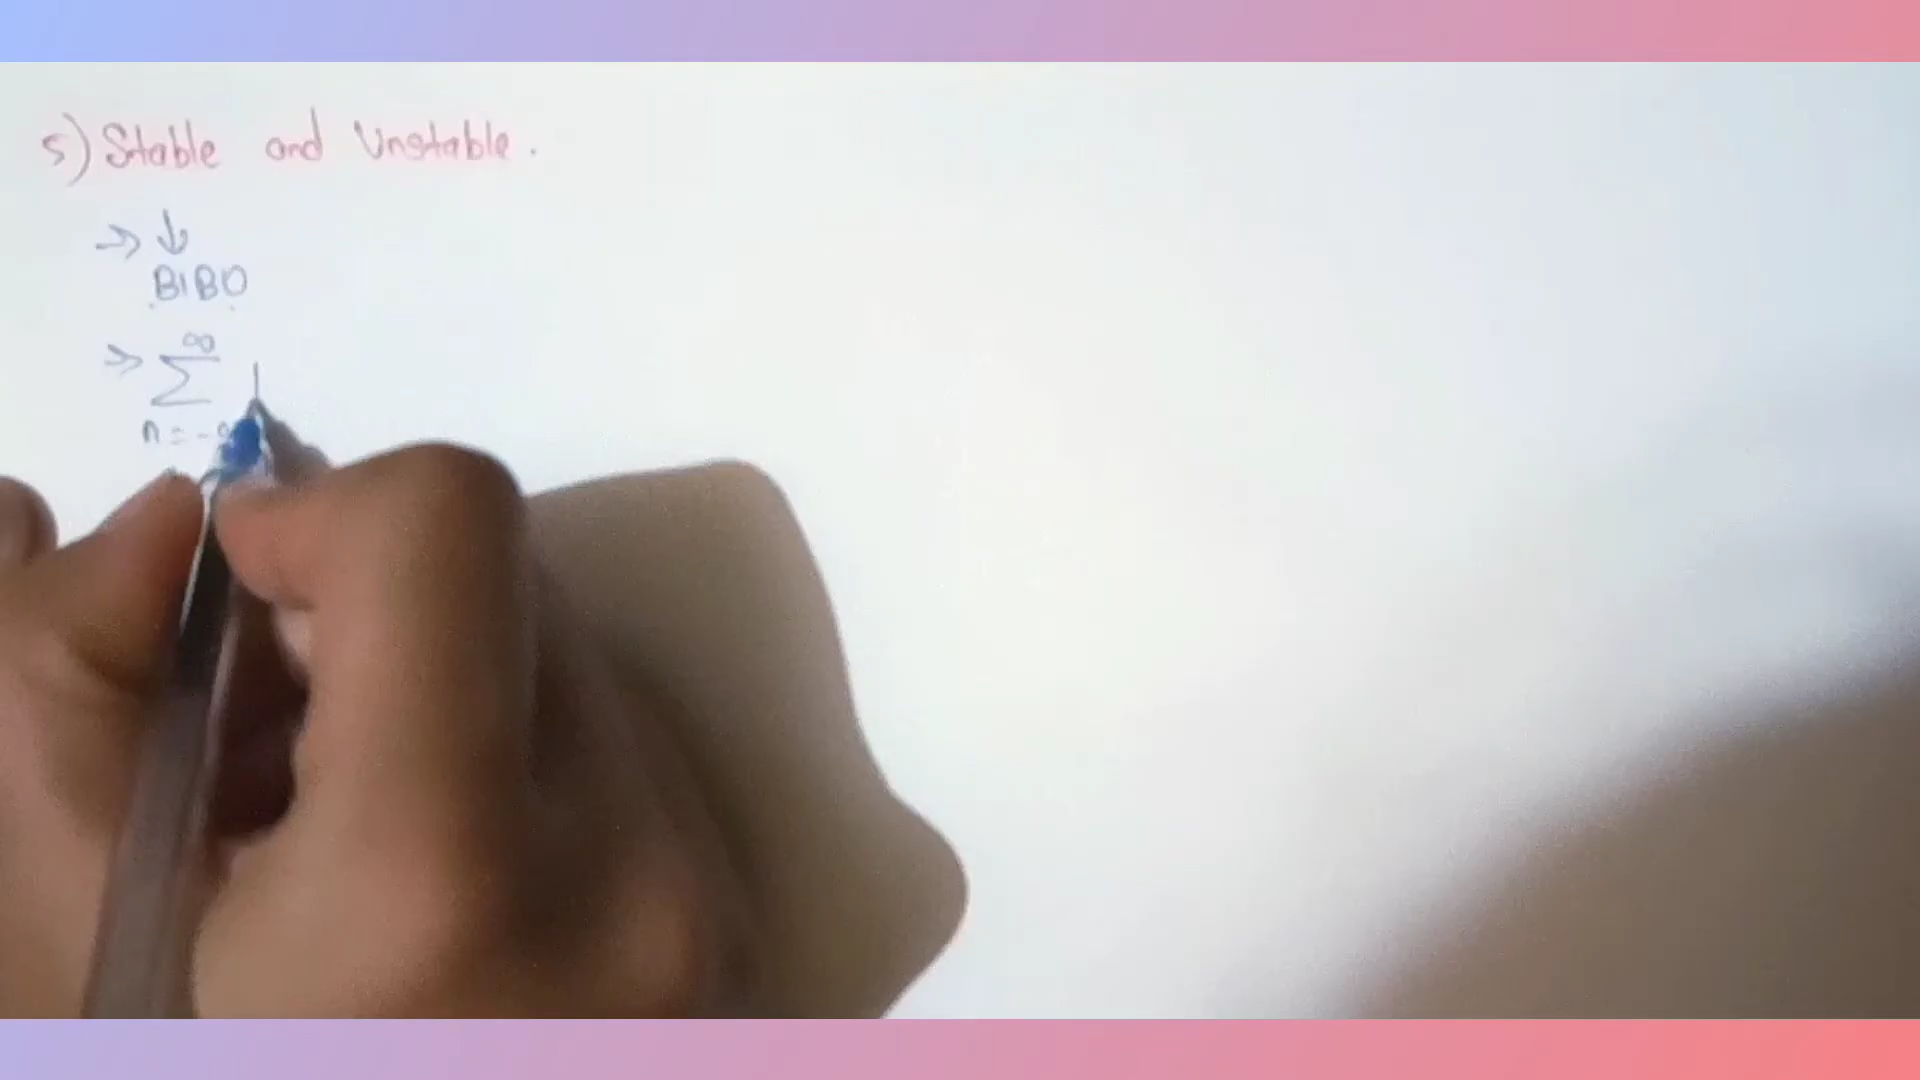 5) Stable and Unstable.
→ ↓
BIBO
→ ∞
∑ |
n = -